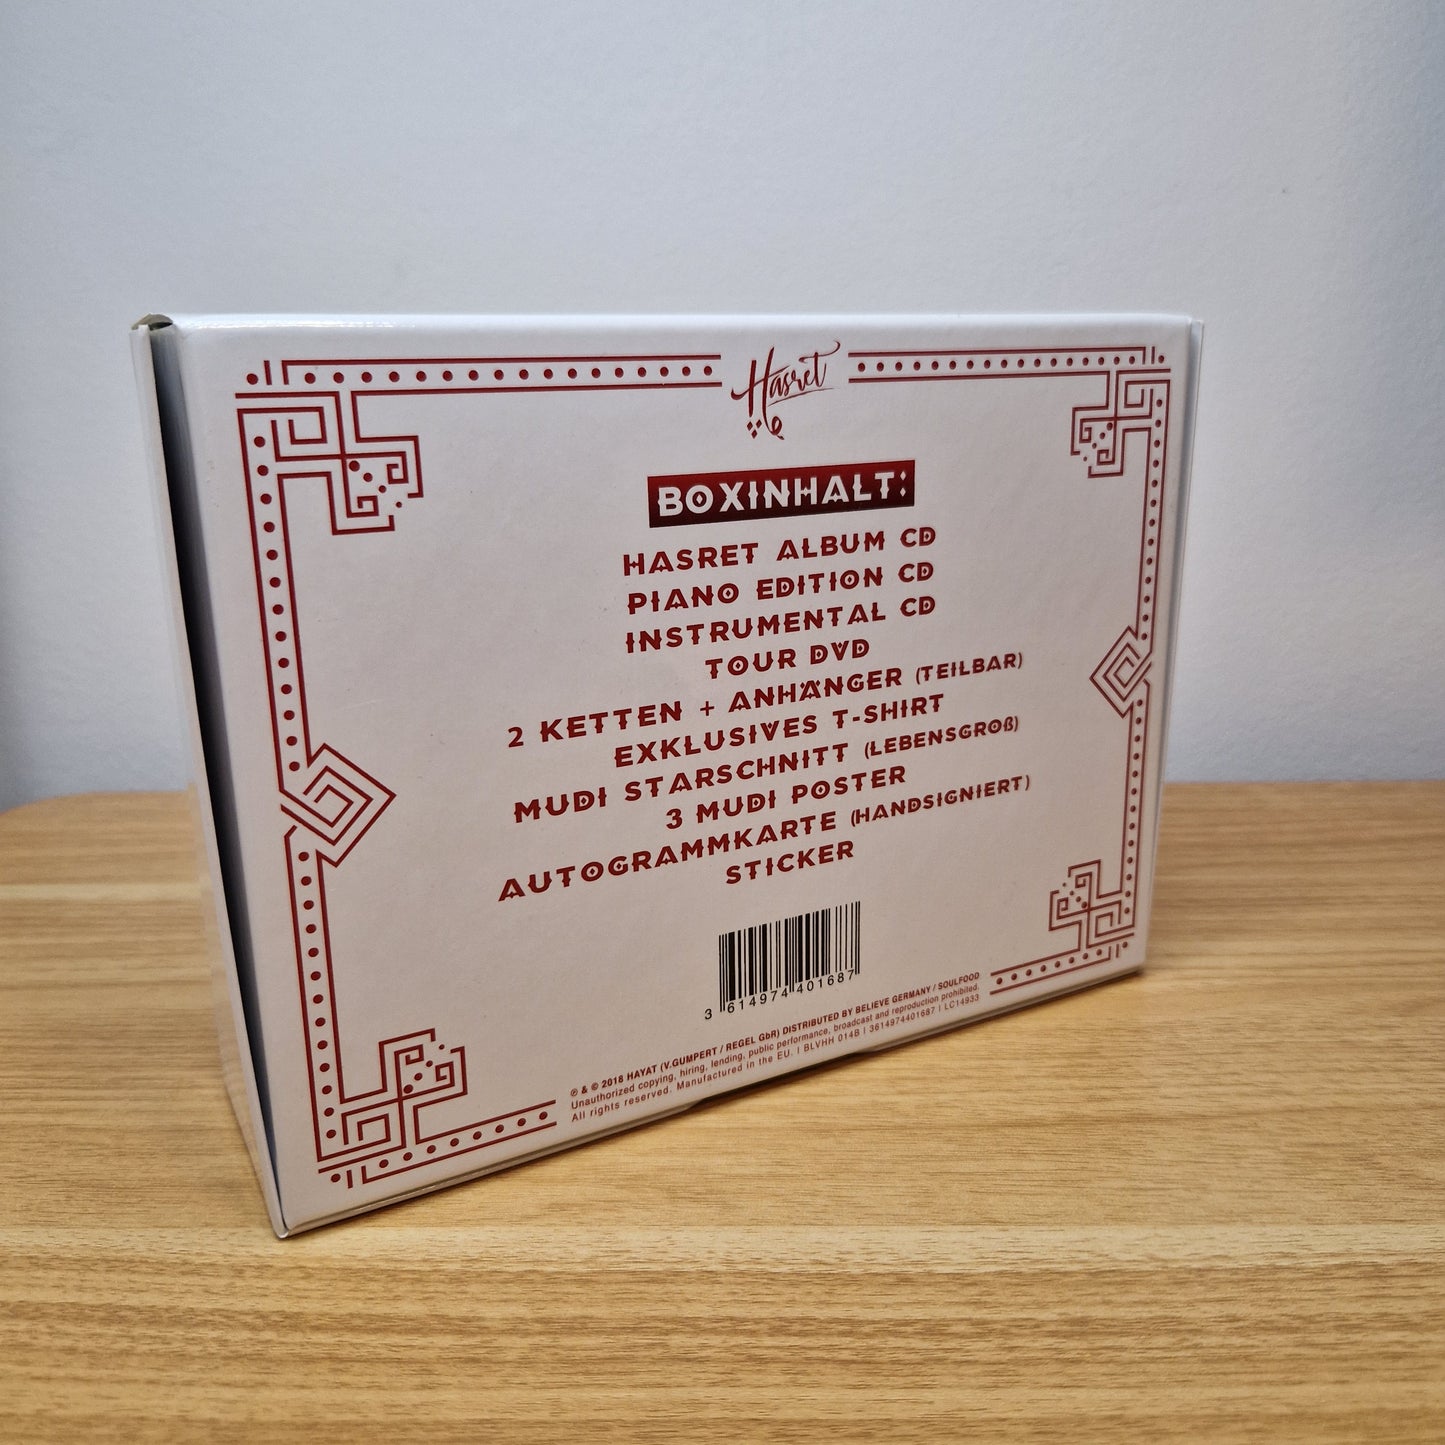 Hasret
BOXINHALT:
HASRET ALBUM CD
PIANO EDITION CD
INSTRUMENTAL CD
TOUR DVD
2 KETTEN + ANHÄNGER (TEILBAR)
EXKLUSIVES T-SHIRT
MUDI STARSCHNITT (LEBENSGROß)
3 MUDI POSTER
AUTOGRAMMKARTE (HANDSIGNIERT)
STICKER
3 614974 401687
℗ & © 2018 HAYAT (V.GUMPERT / REGEL GbR) DISTRIBUTED BY BELIEVE GERMANY / SOULFOOD
Unauthorized copying, hiring, lending, public performance, broadcast and reproduction prohibited.
All rights reserved. Manufactured in the EU. | BLVHH 014B | 3614974401687 | LC14933